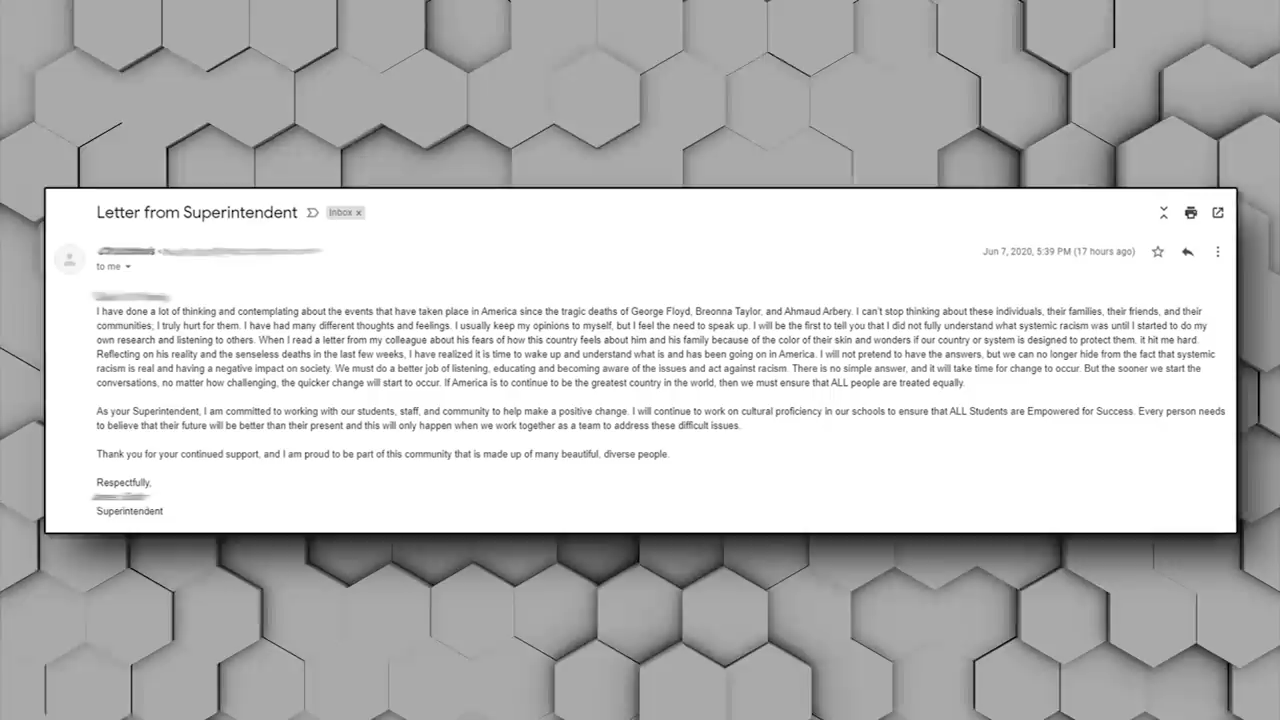 Letter from Superintendent Inbox x
Jun 7, 2020, 5:39 PM (17 hours ago)
to me
I have done a lot of thinking and contemplating about the events that have taken place in America since the tragic deaths of George Floyd, Breonna Taylor, and Ahmaud Arbery. I can't stop thinking about these individuals, their families, their friends, and their
communities; I truly hurt for them. I have had many different thoughts and feelings. I usually keep my opinions to myself, but I feel the need to speak up. I will be the first to tell you that I did not fully understand what systemic racism was until I started to do my
own research and listening to others. When I read a letter from my colleague about his fears of how this country feels about him and his family because of the color of their skin and wonders if our country or system is designed to protect them, it hit me hard.
Reflecting on his reality and the senseless deaths in the last few weeks, I have realized it is time to wake up and understand what is and has been going on in America. I will not pretend to have the answers, but we can no longer hide from the fact that systemic
racism is real and having a negative impact on society. We must do a better job of listening, educating and becoming aware of the issues and act against racism. There is no simple answer, and it will take time for change to occur. But the sooner we start the
conversations, no matter how challenging, the quicker change will start to occur. If America is to continue to be the greatest country in the world, then we must ensure that ALL people are treated equally.
As your Superintendent, I am committed to working with our students, staff, and community to help make a positive change. I will continue to work on cultural proficiency in our schools to ensure that ALL Students are Empowered for Success. Every person needs
to believe that their future will be better than their present and this will only happen when we work together as a team to address these difficult issues.
Thank you for your continued support, and I am proud to be part of this community that is made up of many beautiful, diverse people.
Respectfully,
Superintendent